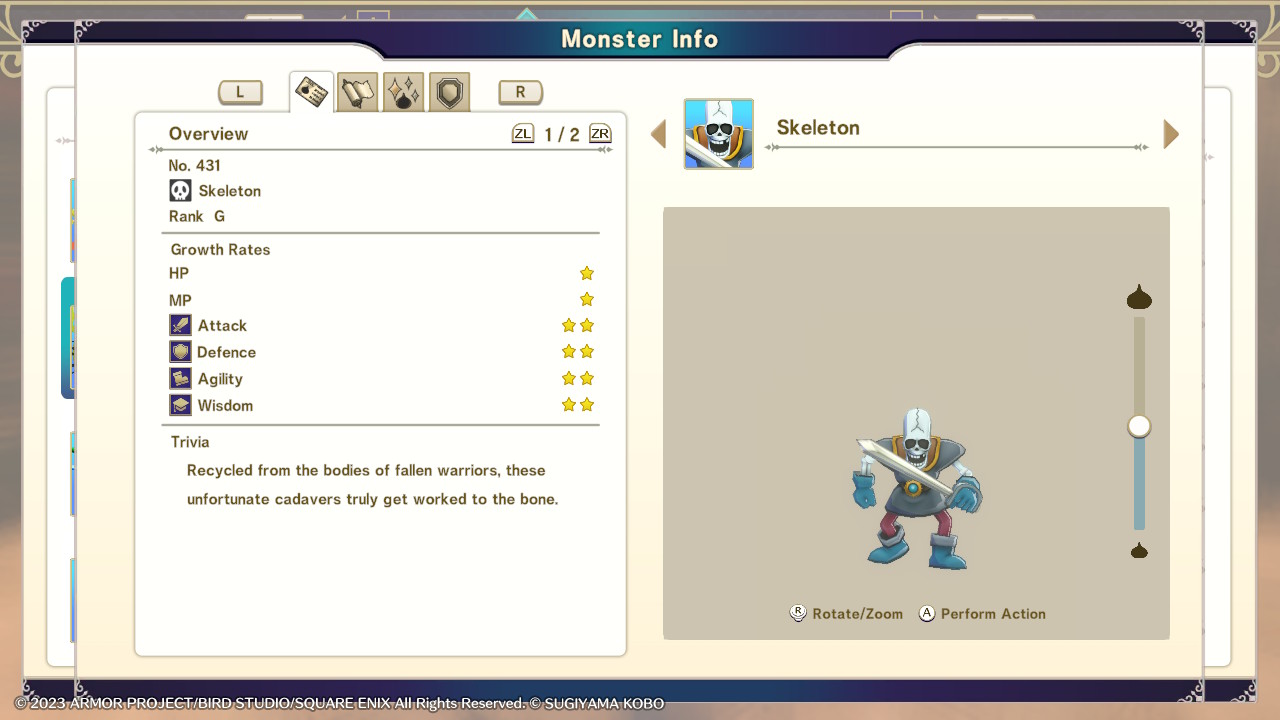 Monster Info
L
R
Overview
ZL 1 / 2 ZR
No. 431
Skeleton
Rank G
Growth Rates
HP
MP
Attack
Defence
Agility
Wisdom
Trivia
Recycled from the bodies of fallen warriors, these
unfortunate cadavers truly get worked to the bone.
Skeleton
R Rotate/Zoom A Perform Action
© 2023 ARMOR PROJECT/BIRD STUDIO/SQUARE ENIX All Rights Reserved. © SUGIYAMA KOBO